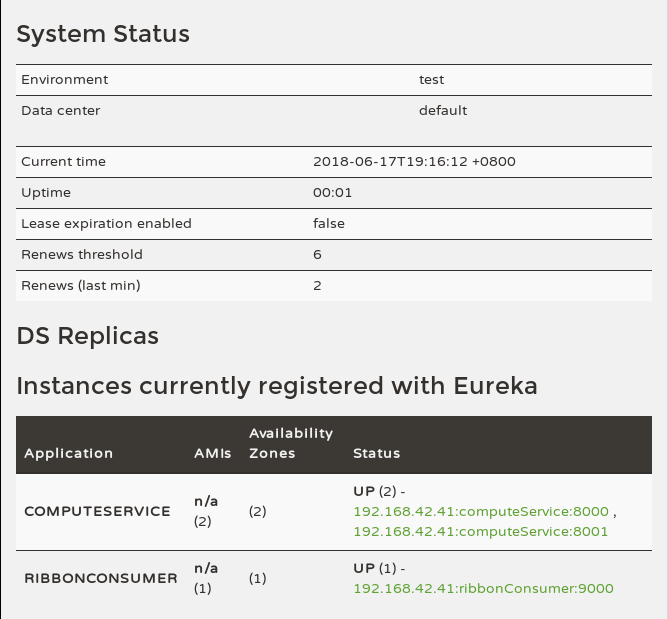 System Status
Environment test
Data center default
Current time 2018-06-17T19:16:12 +0800
Uptime 00:01
Lease expiration enabled false
Renews threshold 6
Renews (last min) 2
DS Replicas
Instances currently registered with Eureka
Application AMIs Availability Zones Status
COMPUTESERVICE n/a (2) (2) UP (2) -
192.168.42.41:computeService:8000 ,
192.168.42.41:computeService:8001
RIBBONCONSUMER n/a (1) (1) UP (1) -
192.168.42.41:ribbonConsumer:9000